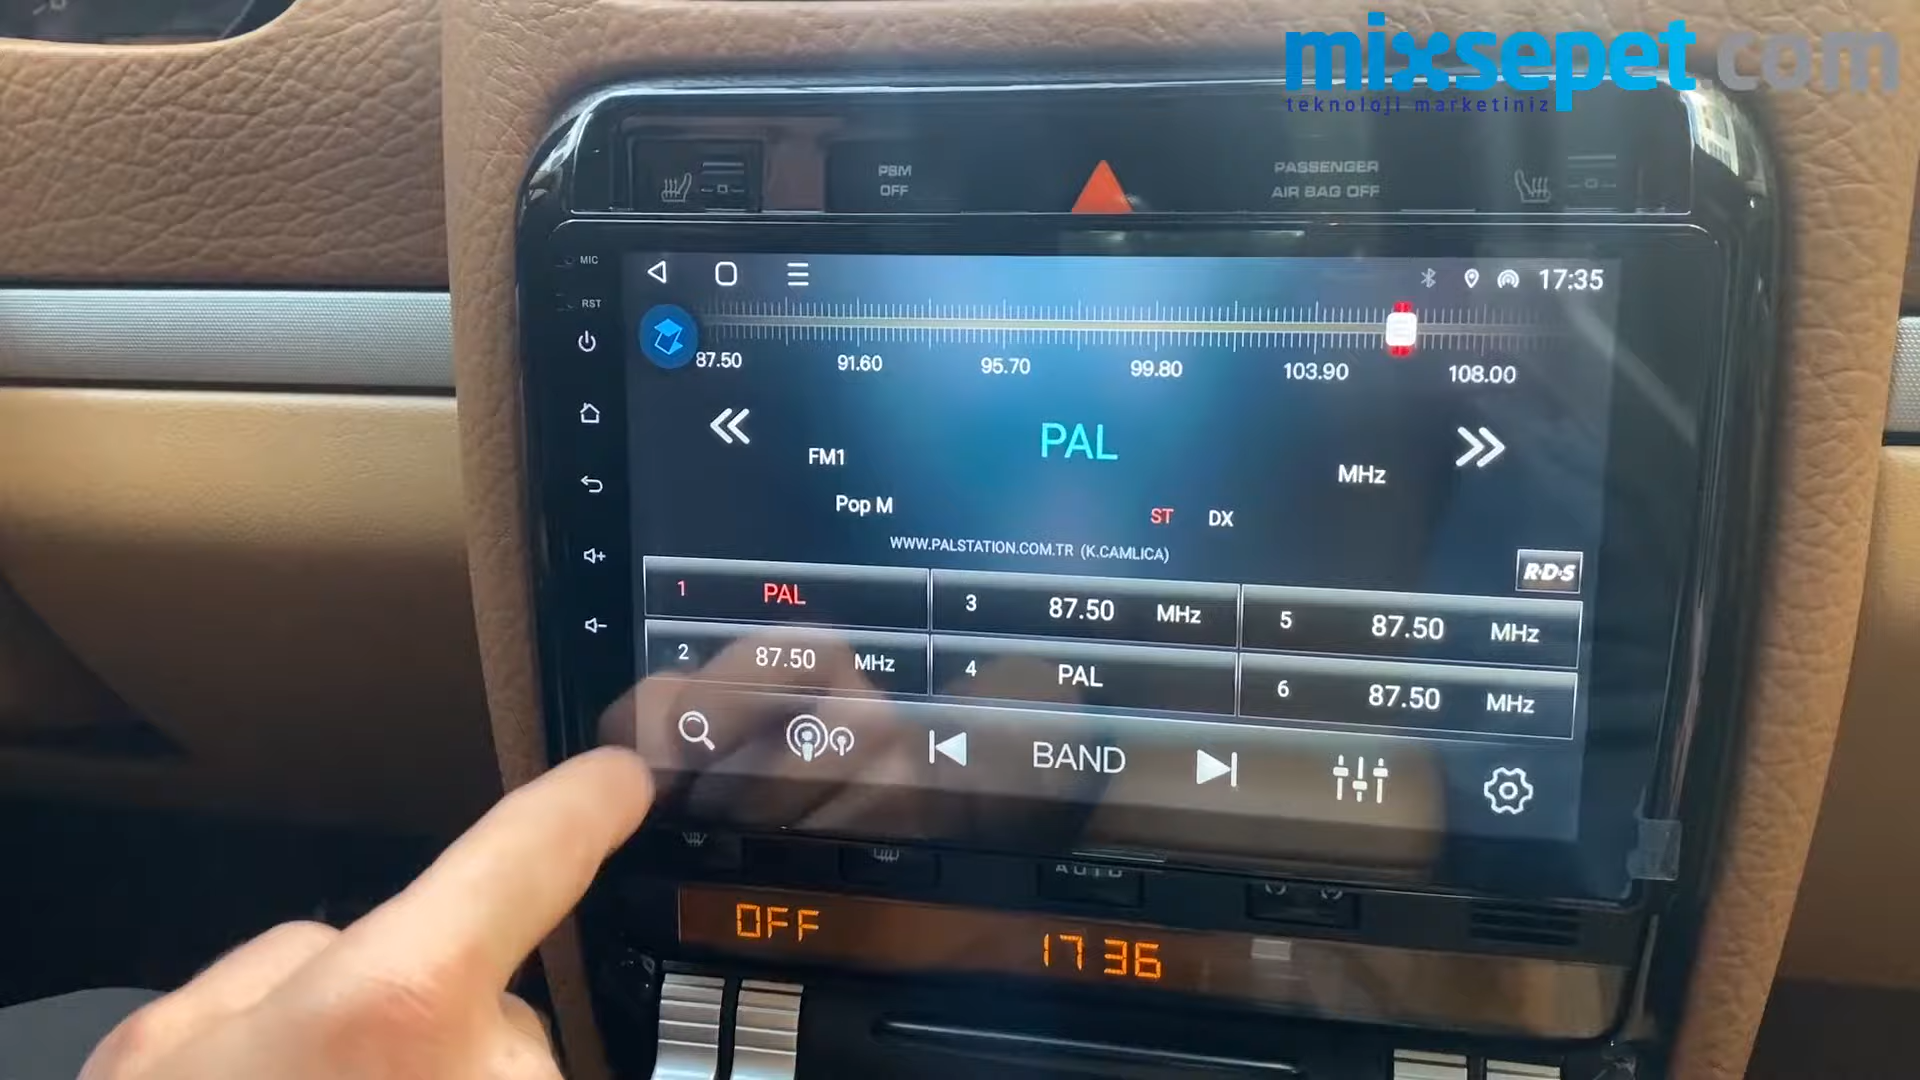 mixsepet.com
teknoloji marketiniz
PSM
OFF
PASSENGER
AIR BAG OFF
MIC
RST
17:35
87.50 91.60 95.70 99.80 103.90 108.00
PAL
FM1
MHz
Pop M
ST DX
WWW.PALSTATION.COM.TR (K.CAMLICA)
R·D·S
1 PAL
3 87.50 MHz
5 87.50 MHz
2 87.50 MHz
4 PAL
6 87.50 MHz
BAND
AUTO
OFF
17 36